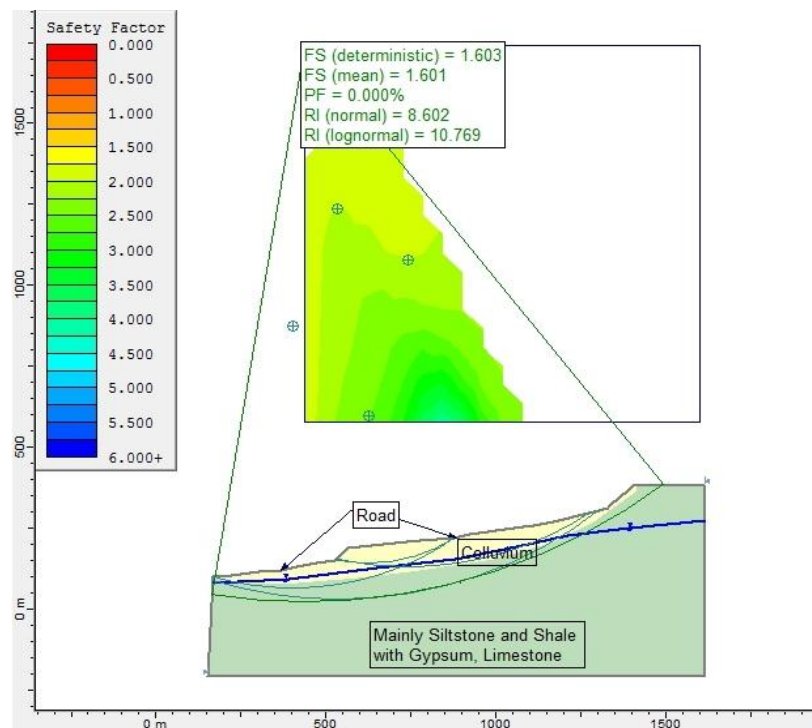 Safety Factor
0.000
0.500
1.000
1.500
2.000
2.500
3.000
3.500
4.000
4.500
5.000
5.500
6.000+
FS (deterministic) = 1.603
FS (mean) = 1.601
PF = 0.000%
RI (normal) = 8.602
RI (lognormal) = 10.769
1500
1000
500
0 m
Road
Colluvium
Mainly Siltstone and Shale
with Gypsum, Limestone
0 m
500
1000
1500